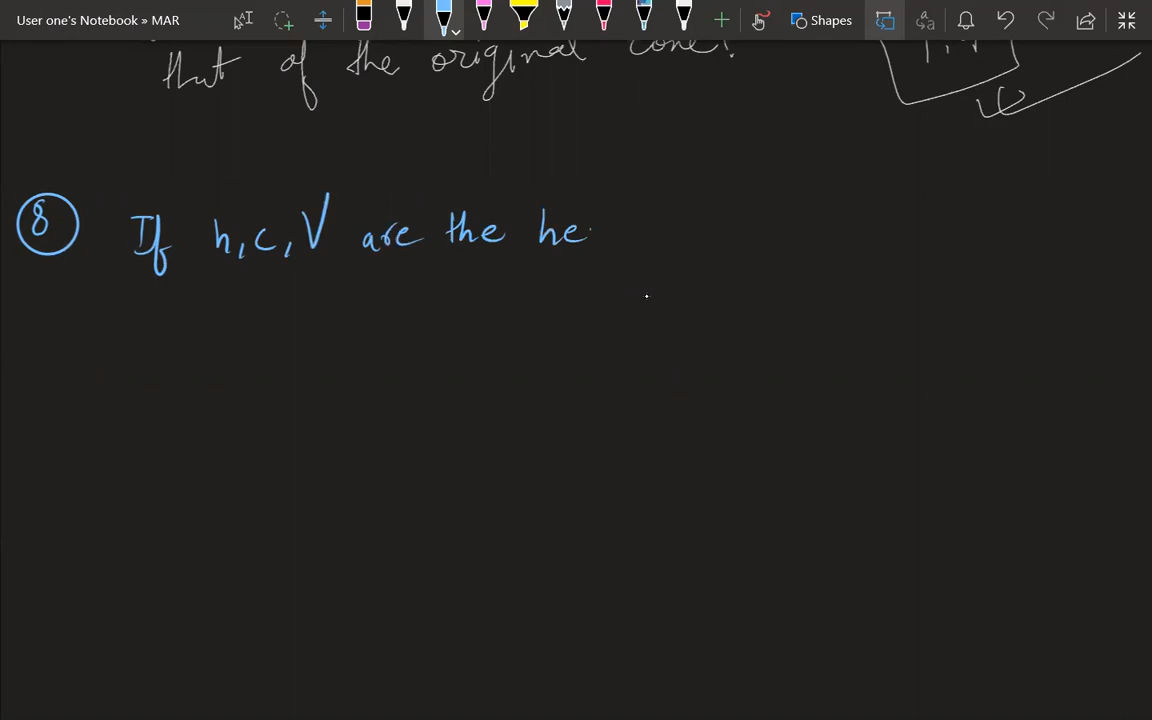 User one's Notebook » MAR
Shapes
that of the original cone?
8 If h, c, V are the he